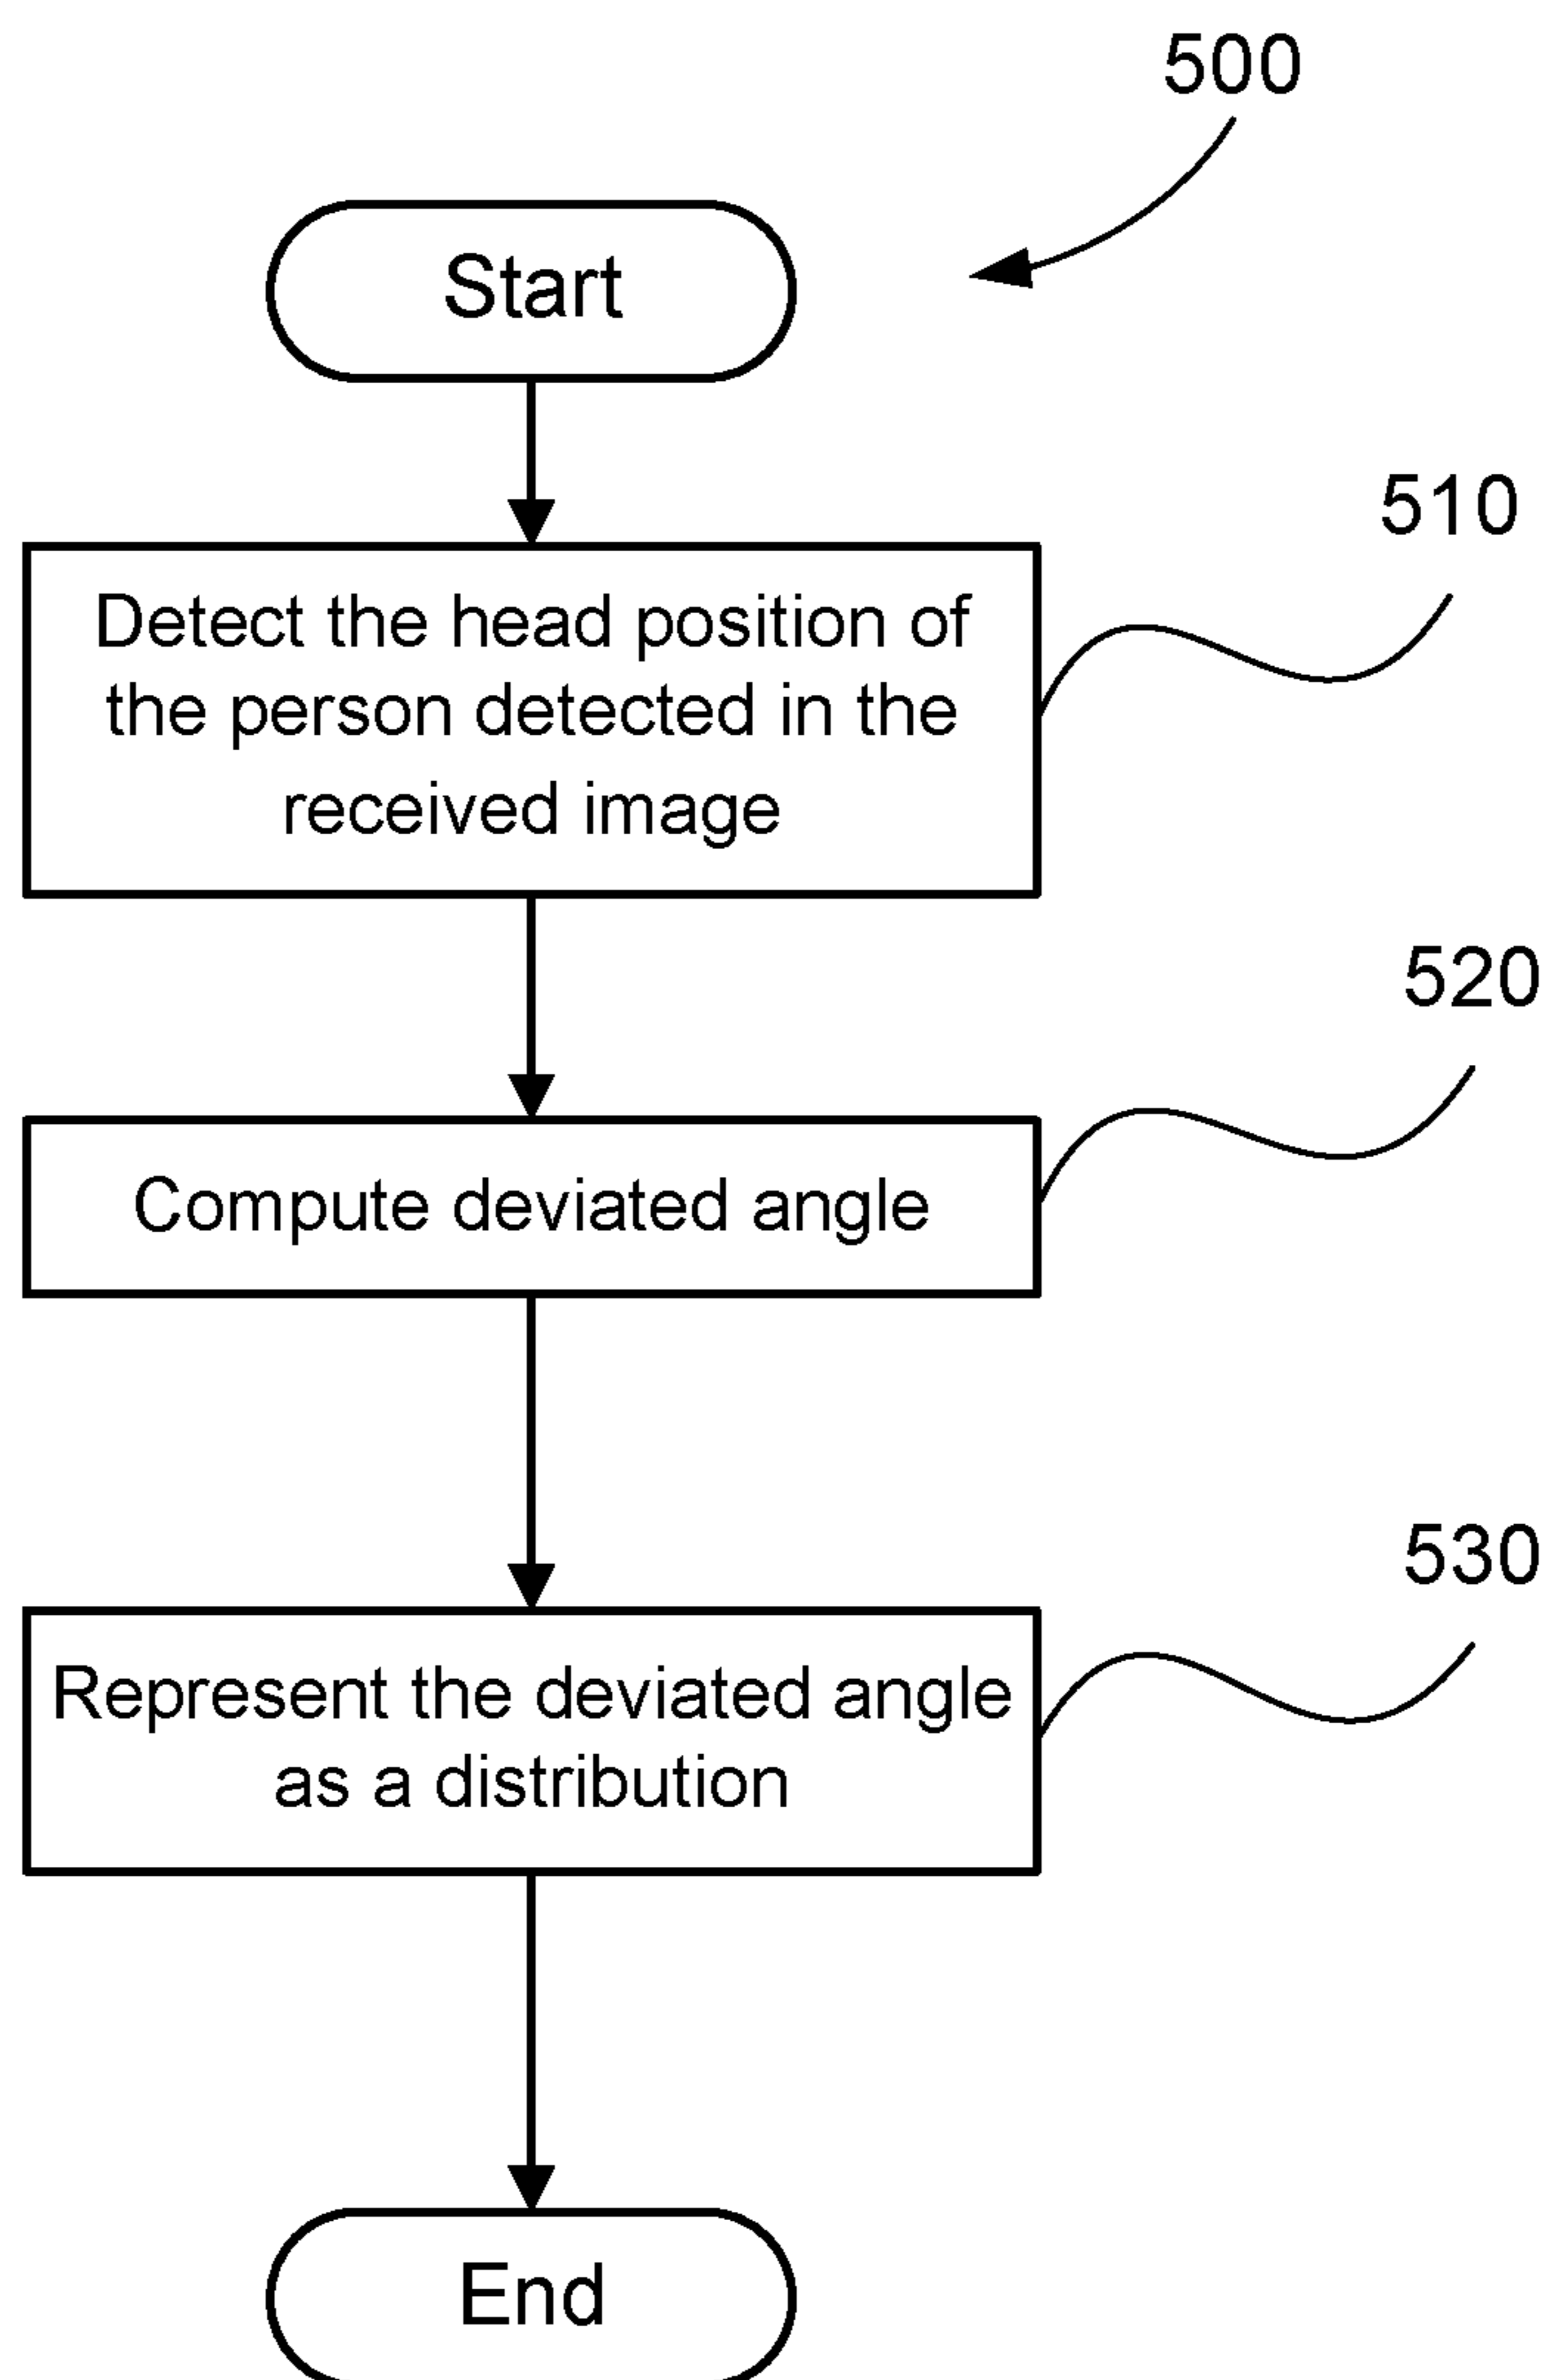 500
Start
510
Detect the head position of
the person detected in the
received image
520
Compute deviated angle
530
Represent the deviated angle
as a distribution
End